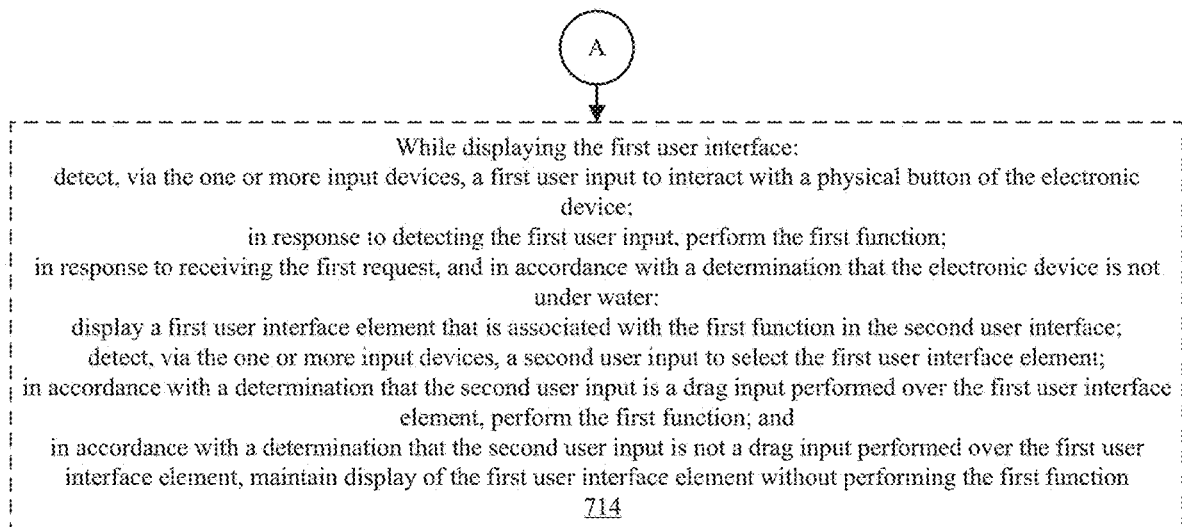 A
While displaying the first user interface:
detect, via the one or more input devices, a first user input to interact with a physical button of the electronic
device;
in response to detecting the first user input, perform the first function;
in response to receiving the first request, and in accordance with a determination that the electronic device is not
under water:
display a first user interface element that is associated with the first function in the second user interface;
detect, via the one or more input devices, a second user input to select the first user interface element;
in accordance with a determination that the second user input is a drag input performed over the first user interface
element, perform the first function; and
in accordance with a determination that the second user input is not a drag input performed over the first user
interface element, maintain display of the first user interface element without performing the first function
714